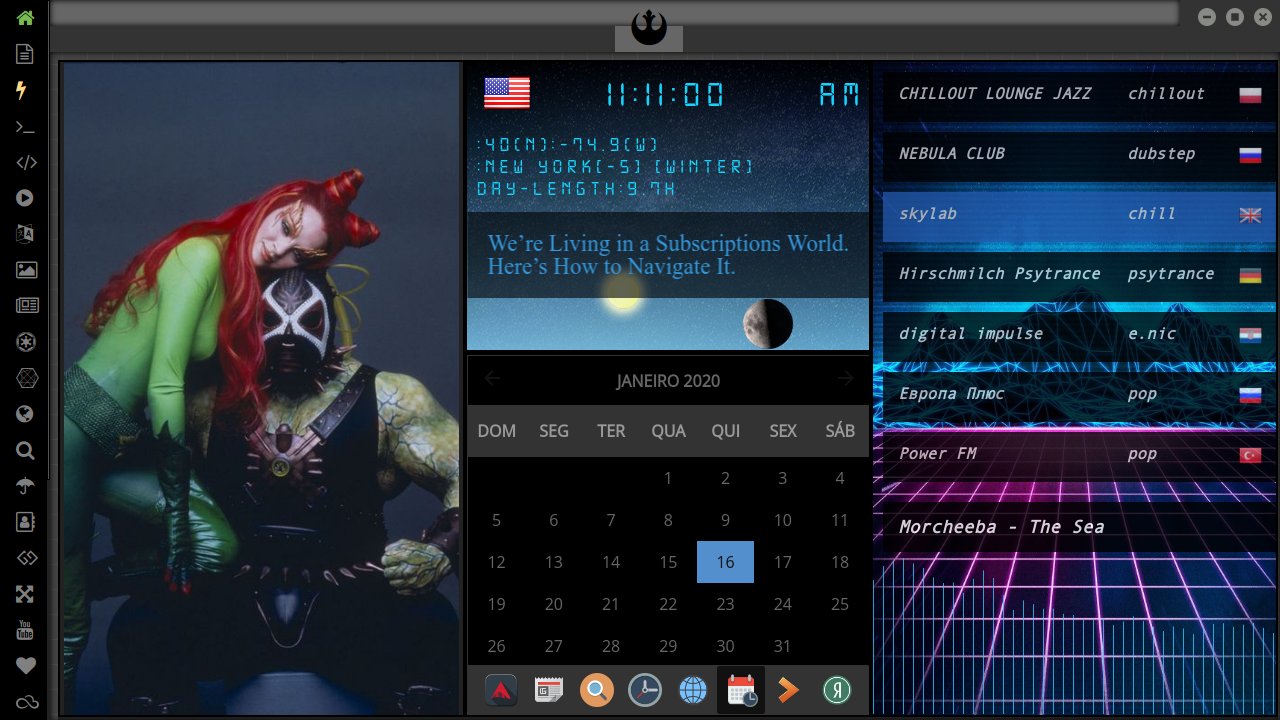 11:11:00 AM
:40(N):-74.9(W)
:NEW YORK[-5] [WINTER]
DAY-LENGTH:9.7H
We’re Living in a Subscriptions World.
Here’s How to Navigate It.
JANEIRO 2020
DOM SEG TER QUA QUI SEX SÁB
1 2 3 4
5 6 7 8 9 10 11
12 13 14 15 16 17 18
19 20 21 22 23 24 25
26 27 28 29 30 31
CHILLOUT LOUNGE JAZZ chillout
NEBULA CLUB dubstep
skylab chill
Hirschmilch Psytrance psytrance
digital impulse e.nic
Европа Плюс pop
Power FM pop
Morcheeba - The Sea
You
Tube
Я